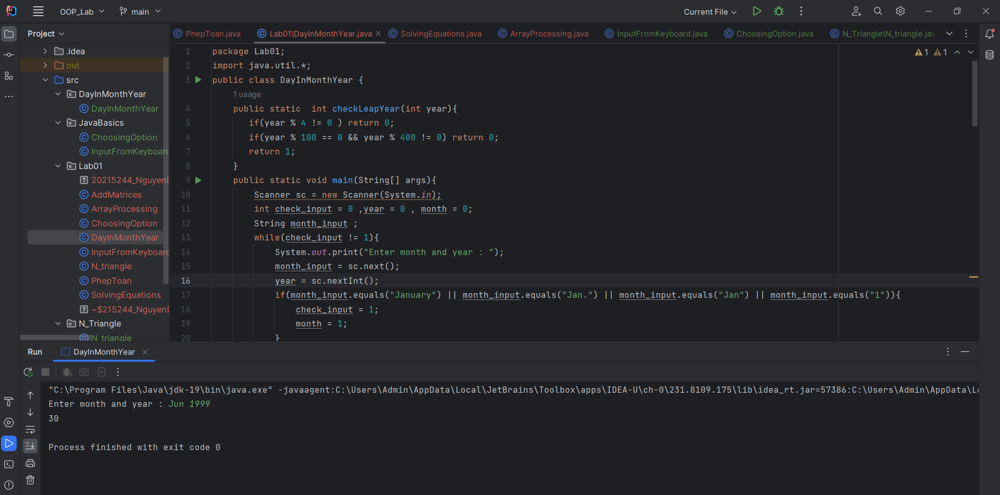 OOP_Lab
main
Current File
Project
PhepToan.java
Lab01\DayInMonthYear.java
SolvingEquations.java
ArrayProcessing.java
InputFromKeyboard.java
ChoosingOption.java
N_Triangle\N_triangle.jav
.idea
out
src
DayInMonthYear
DayInMonthYear
JavaBasics
ChoosingOption
InputFromKeyboard
Lab01
20215244_NguyenD
AddMatrices
ArrayProcessing
ChoosingOption
DayInMonthYear
InputFromKeyboard
N_triangle
PhepToan
SolvingEquations
~$215244_NguyenD
N_Triangle
N_triangle
1 package Lab01;
2 import java.util.*;
3 public class DayInMonthYear {
1 usage
4 public static  int checkLeapYear(int year){
5 if(year % 4 != 0 ) return 0;
6 if(year % 100 == 0 && year % 400 != 0) return 0;
7 return 1;
8 }
9 public static void main(String[] args){
10 Scanner sc = new Scanner(System.in);
11 int check_input = 0 ,year = 0 , month = 0;
12 String month_input ;
13 while(check_input != 1){
14 System.out.print("Enter month and year : ");
15 month_input = sc.next();
16 year = sc.nextInt();
17 if(month_input.equals("January") || month_input.equals("Jan.") || month_input.equals("Jan") || month_input.equals("1")){
18 check_input = 1;
19 month = 1;
20 }
1 1
Run
DayInMonthYear
"C:\Program Files\Java\jdk-19\bin\java.exe" -javaagent:C:\Users\Admin\AppData\Local\JetBrains\Toolbox\apps\IDEA-U\ch-0\231.8109.175\lib\idea_rt.jar=57386:C:\Users\Admin\AppData\Lo
Enter month and year : Jun 1999
30
Process finished with exit code 0